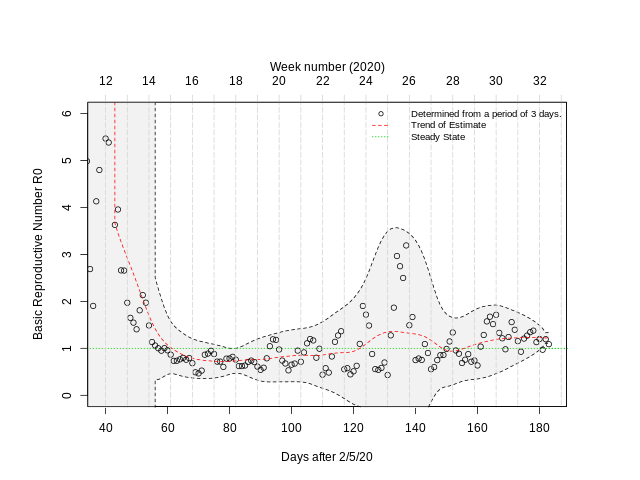 Week number (2020)
12 14 16 18 20 22 24 26 28 30 32
Determined from a period of 3 days.
Trend of Estimate
Steady State
Basic Reproductive Number R0
6
5
4
3
2
1
0
40 60 80 100 120 140 160 180
Days after 2/5/20